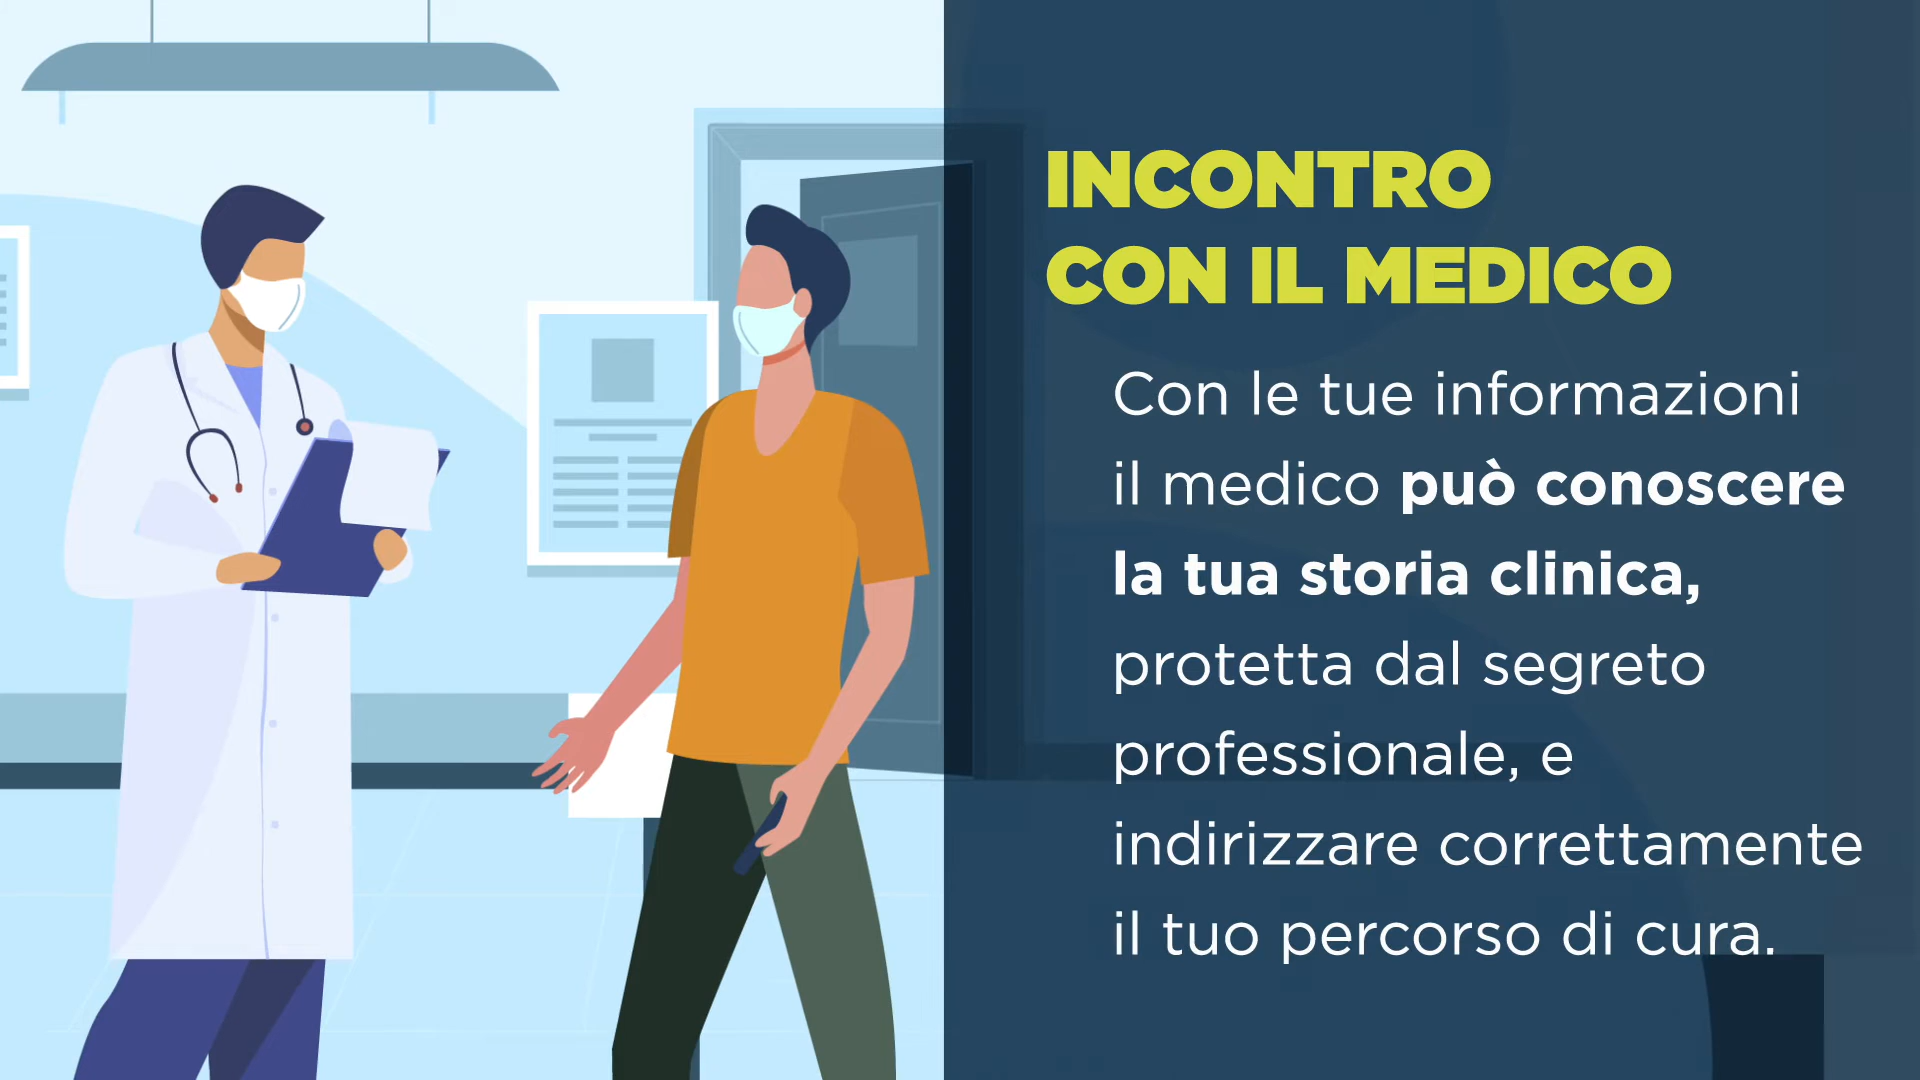 INCONTRO
CON IL MEDICO
Con le tue informazioni
il medico può conoscere
la tua storia clinica,
protetta dal segreto
professionale, e
indirizzare correttamente
il tuo percorso di cura.